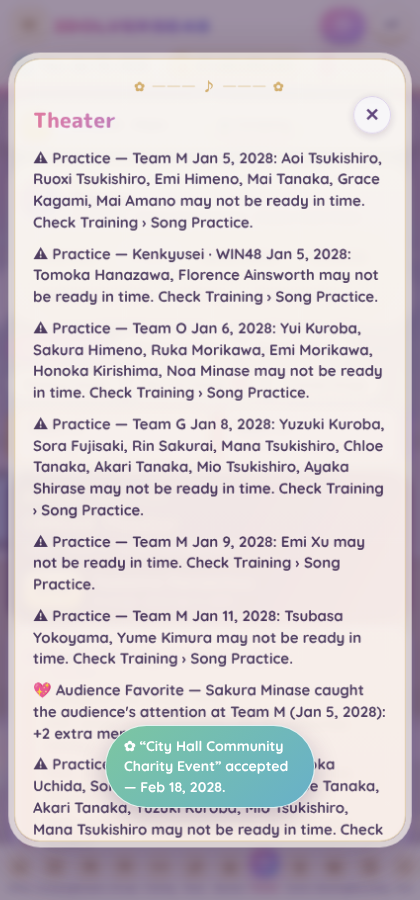 Theater
⚠ Practice — Team M Jan 5, 2028: Aoi Tsukishiro,
Ruoxi Tsukishiro, Emi Himeno, Mai Tanaka, Grace
Kagami, Mai Amano may not be ready in time.
Check Training › Song Practice.
⚠ Practice — Kenkyusei · WIN48 Jan 5, 2028:
Tomoka Hanazawa, Florence Ainsworth may not
be ready in time. Check Training › Song Practice.
⚠ Practice — Team O Jan 6, 2028: Yui Kuroba,
Sakura Himeno, Ruka Morikawa, Emi Morikawa,
Honoka Kirishima, Noa Minase may not be ready
in time. Check Training › Song Practice.
⚠ Practice — Team G Jan 8, 2028: Yuzuki Kuroba,
Sora Fujisaki, Rin Sakurai, Mana Tsukishiro, Chloe
Tanaka, Akari Tanaka, Mio Tsukishiro, Ayaka
Shirase may not be ready in time. Check Training
› Song Practice.
⚠ Practice — Team M Jan 9, 2028: Emi Xu may
not be ready in time. Check Training › Song
Practice.
⚠ Practice — Team M Jan 11, 2028: Tsubasa
Yokoyama, Yume Kimura may not be ready in
time. Check Training › Song Practice.
💖 Audience Favorite — Sakura Minase caught
the audience's attention at Team M (Jan 5, 2028):
+2 extra
✿ “City Hall Community
Charity Event” accepted
— Feb 18, 2028.
⚠ Practice
Uchida, Tanaka,
Akari Tanaka, Yuzuki Kuroba, Mio Tsukishiro,
Mana Tsukishiro may not be ready in time. Check